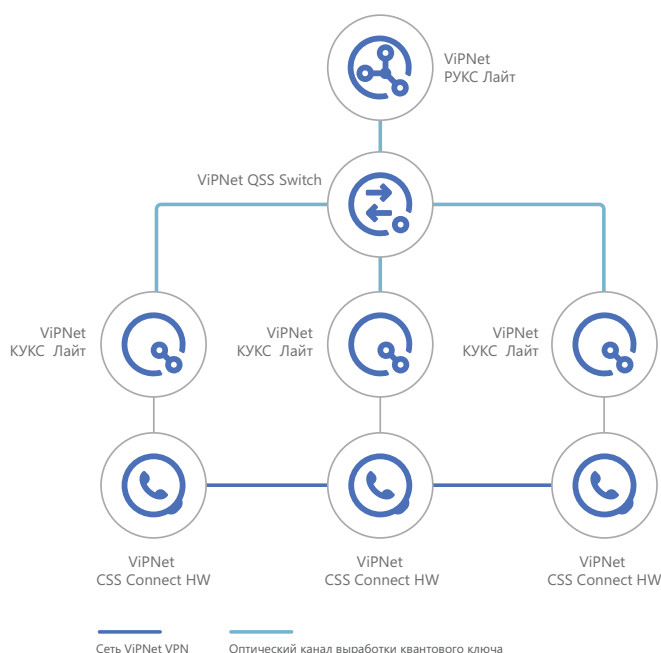 ViPNet
РУКС Лайт
ViPNet QSS Switch
ViPNet
КУКС Лайт
ViPNet
КУКС Лайт
ViPNet
КУКС Лайт
ViPNet
CSS Connect HW
ViPNet
CSS Connect HW
ViPNet
CSS Connect HW
Сеть ViPNet VPN
Оптический канал выработки квантового ключа